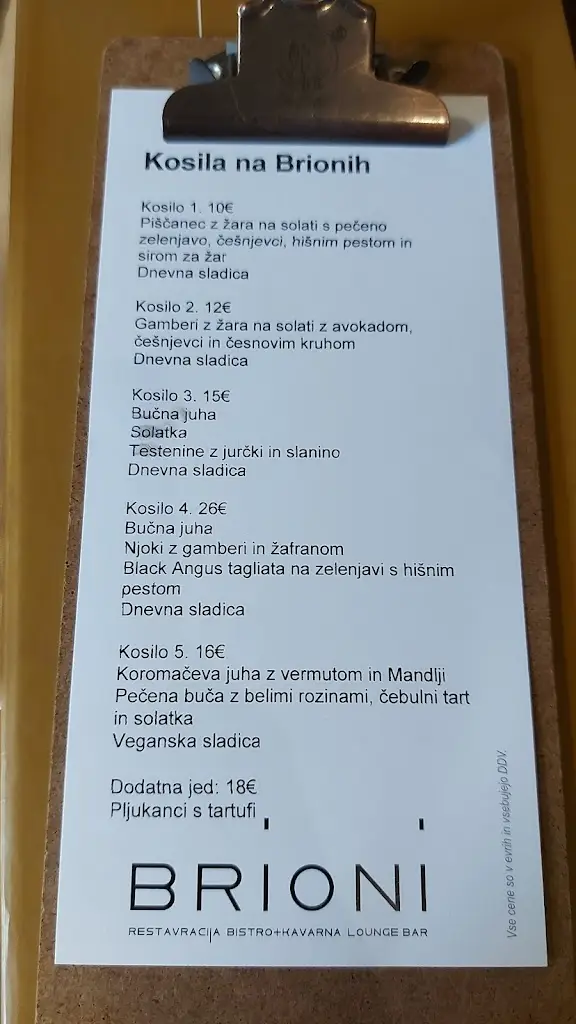 Kosila na Brionih
Kosilo 1. 10€
Piščanec z žara na solati s pečeno
zelenjavo, češnjevci, hišnim pestom in
sirom za žar
Dnevna sladica
Kosilo 2. 12€
Gamberi z žara na solati z avokadom,
češnjevci in česnovim kruhom
Dnevna sladica
Kosilo 3. 15€
Bučna juha
Solatka
Testenine z jurčki in slanino
Dnevna sladica
Kosilo 4. 26€
Bučna juha
Njoki z gamberi in žafranom
Black Angus tagliata na zelenjavi s hišnim
pestom
Dnevna sladica
Kosilo 5. 16€
Koromačeva juha z vermutom in Mandlji
Pečena buča z belimi rozinami, čebulni tart
in solatka
Veganska sladica
Dodatna jed: 18€
Pljukanci s tartufi
Vse cene so v evrih in vsebujejo DDV.
BRIONI
RESTAVRACIJA BISTRO+KAVARNA LOUNGE BAR